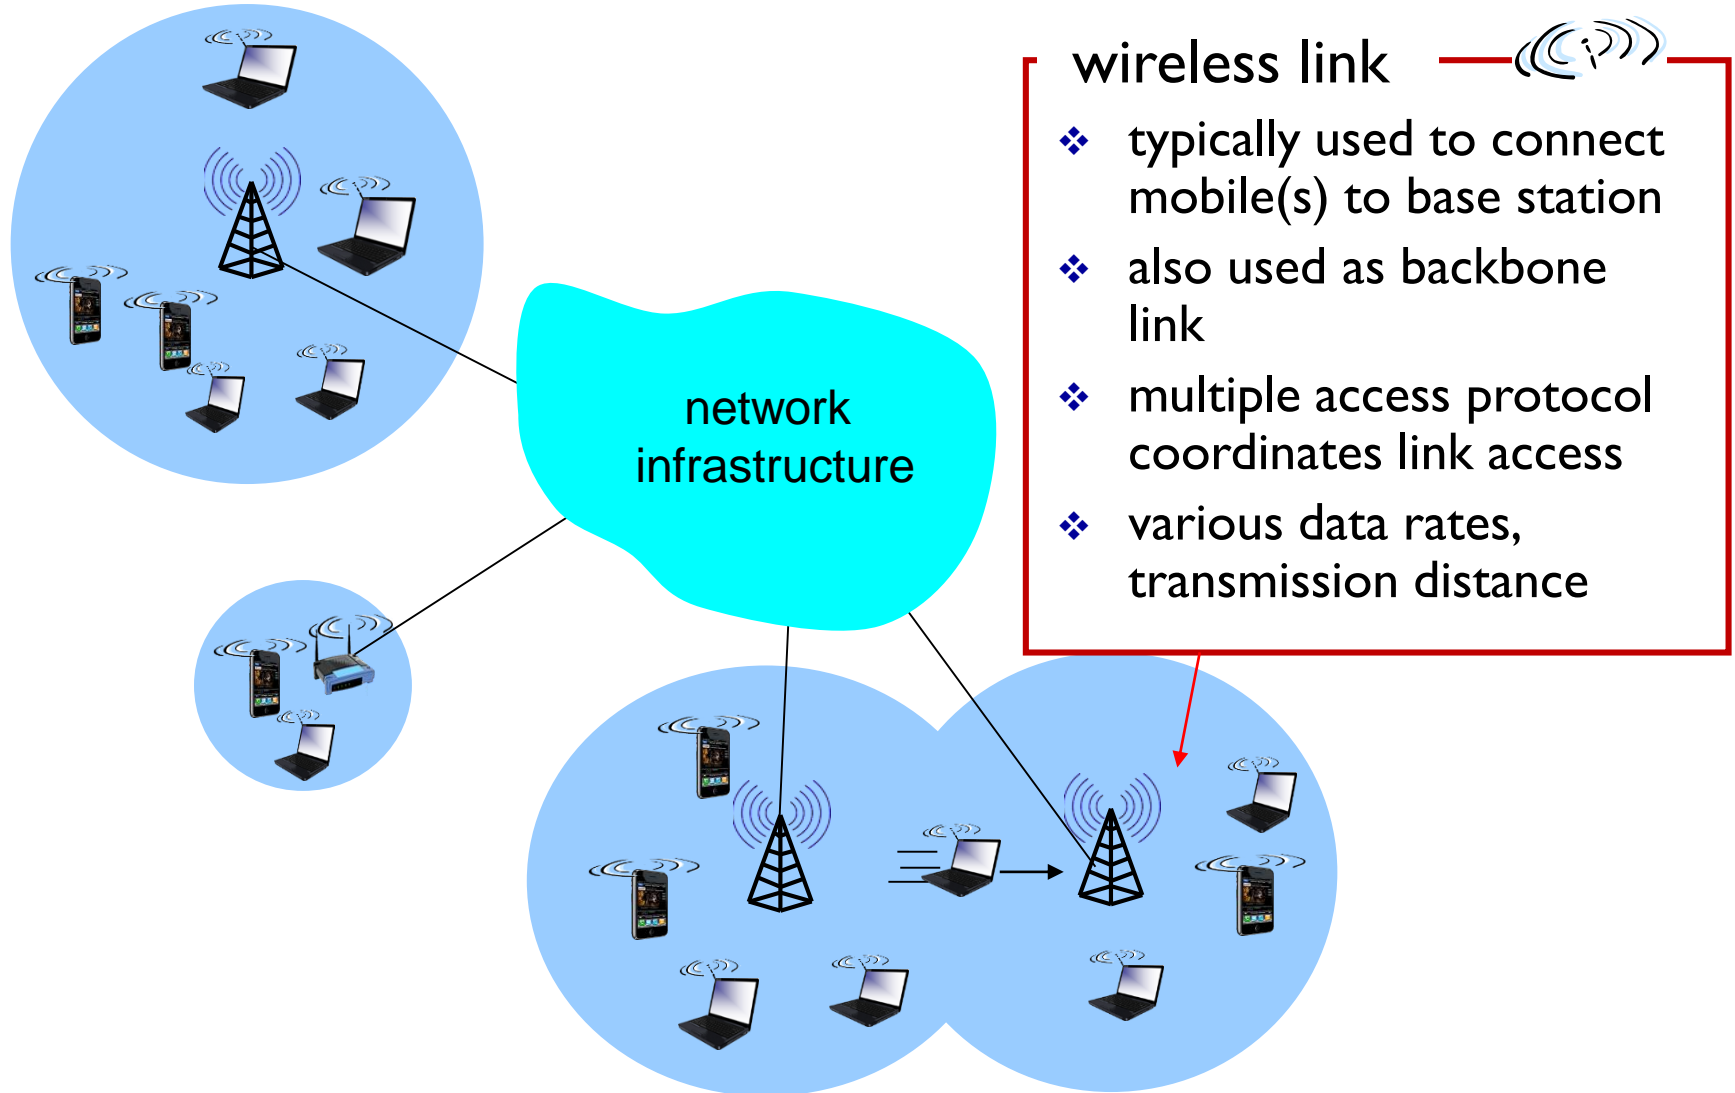 wireless link
❖ typically used to connect
mobile(s) to base station
❖ also used as backbone
link
❖ multiple access protocol
coordinates link access
❖ various data rates,
transmission distance
network
infrastructure